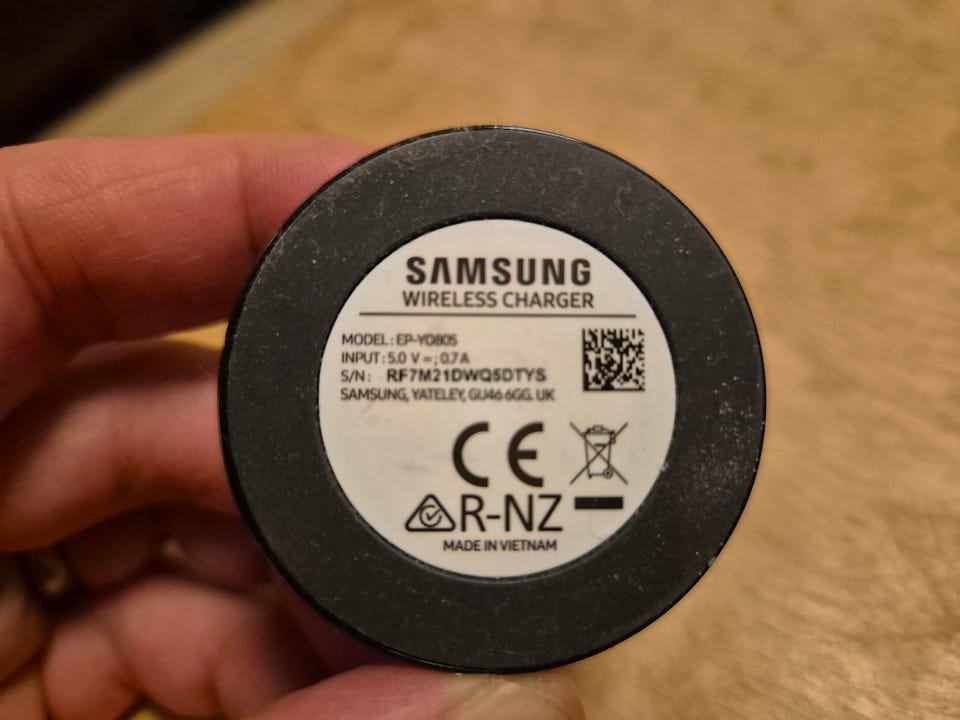 SAMSUNG
WIRELESS CHARGER
MODEL : EP-YO805
INPUT : 5.0 V ⎓ ; 0.7 A
S/N : RF7M21DWQ5DTYS
SAMSUNG, YATELEY, GU46 6GG. UK
CE
R-NZ
MADE IN VIETNAM